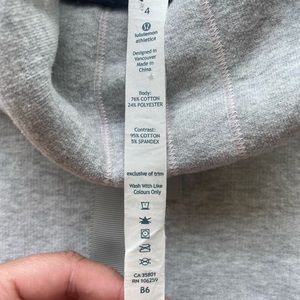 4
lululemon
athletica
Designed in
Vancouver
Made in
China.
Body:
76% COTTON
24% POLYESTER
Contrast:
95% COTTON
5% SPANDEX
exclusive of trim
Wash With Like
Colours Only
CA 35801
RN 106259
B6